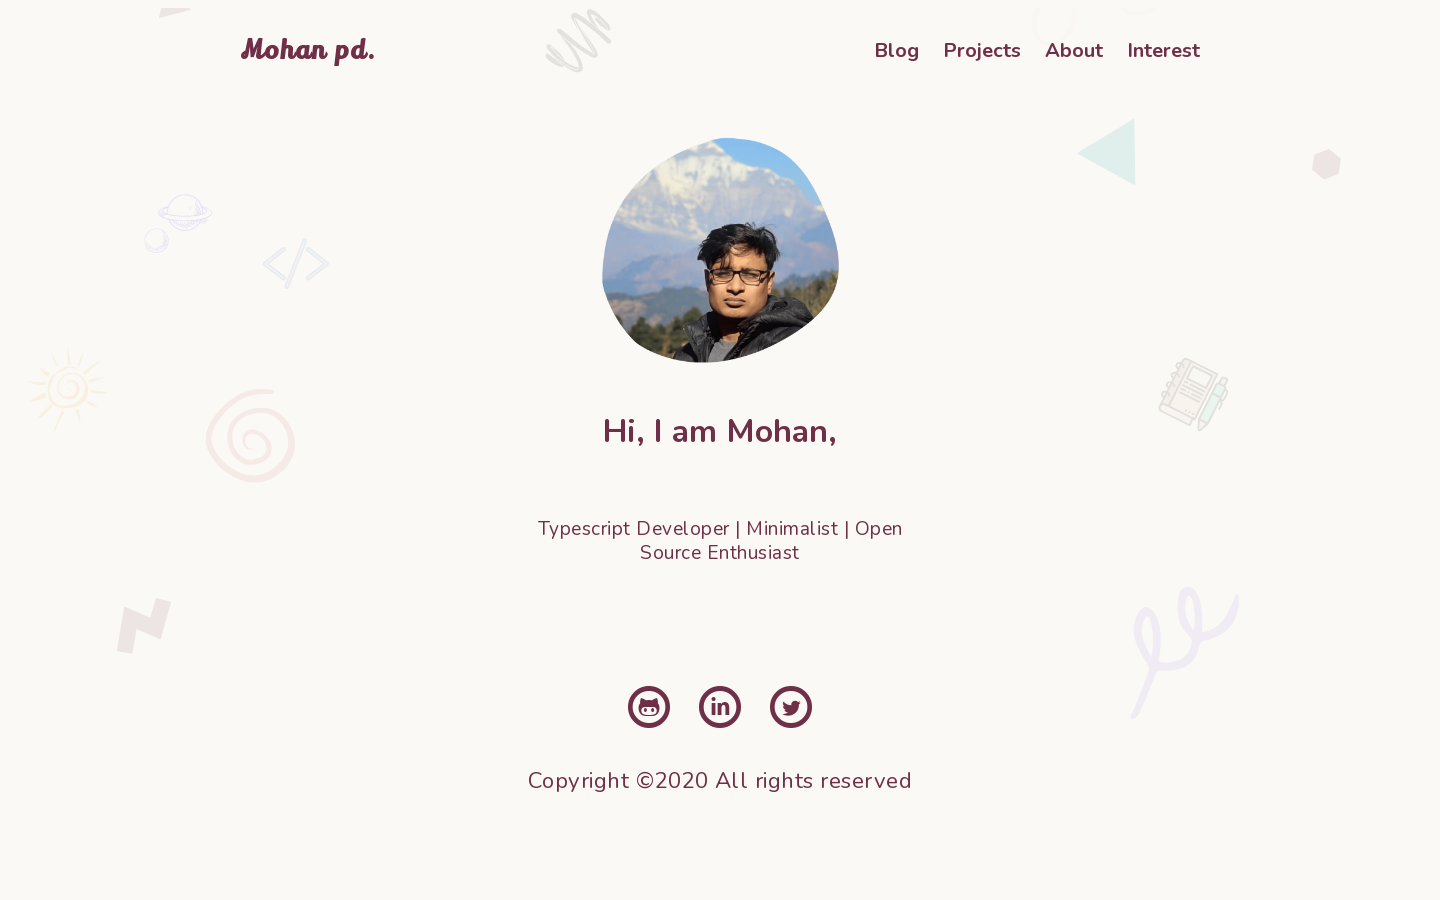 Mohan pd.
Blog Projects About Interest
Hi, I am Mohan,
Typescript Developer | Minimalist | Open
Source Enthusiast
Copyright ©2020 All rights reserved